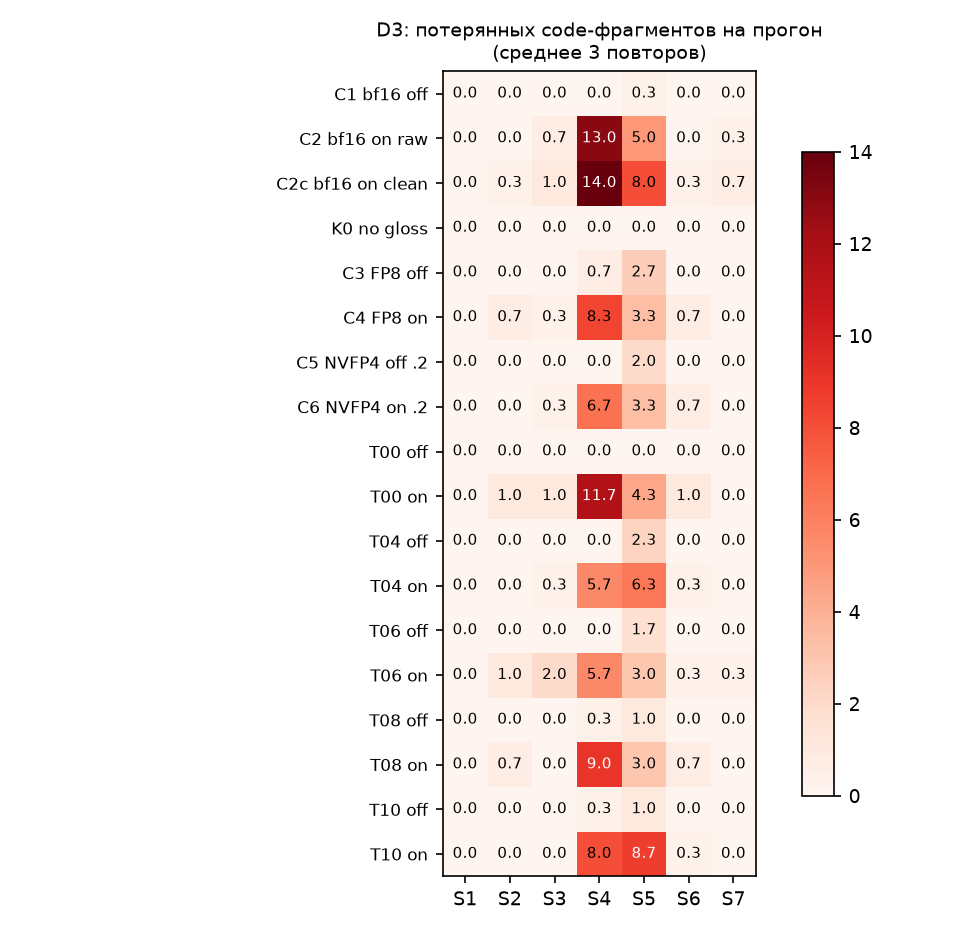 D3: потерянных code-фрагментов на прогон
(среднее 3 повторов)
C1 bf16 off 0.0 0.0 0.0 0.0 0.3 0.0 0.0
C2 bf16 on raw 0.0 0.0 0.7 13.0 5.0 0.0 0.3
C2c bf16 on clean 0.0 0.3 1.0 14.0 8.0 0.3 0.7
K0 no gloss 0.0 0.0 0.0 0.0 0.0 0.0 0.0
C3 FP8 off 0.0 0.0 0.0 0.7 2.7 0.0 0.0
C4 FP8 on 0.0 0.7 0.3 8.3 3.3 0.7 0.0
C5 NVFP4 off .2 0.0 0.0 0.0 0.0 2.0 0.0 0.0
C6 NVFP4 on .2 0.0 0.0 0.3 6.7 3.3 0.7 0.0
T00 off 0.0 0.0 0.0 0.0 0.0 0.0 0.0
T00 on 0.0 1.0 1.0 11.7 4.3 1.0 0.0
T04 off 0.0 0.0 0.0 0.0 2.3 0.0 0.0
T04 on 0.0 0.0 0.3 5.7 6.3 0.3 0.0
T06 off 0.0 0.0 0.0 0.0 1.7 0.0 0.0
T06 on 0.0 1.0 2.0 5.7 3.0 0.3 0.3
T08 off 0.0 0.0 0.0 0.3 1.0 0.0 0.0
T08 on 0.0 0.7 0.0 9.0 3.0 0.7 0.0
T10 off 0.0 0.0 0.0 0.3 1.0 0.0 0.0
T10 on 0.0 0.0 0.0 8.0 8.7 0.3 0.0
S1 S2 S3 S4 S5 S6 S7
14
12
10
8
6
4
2
0